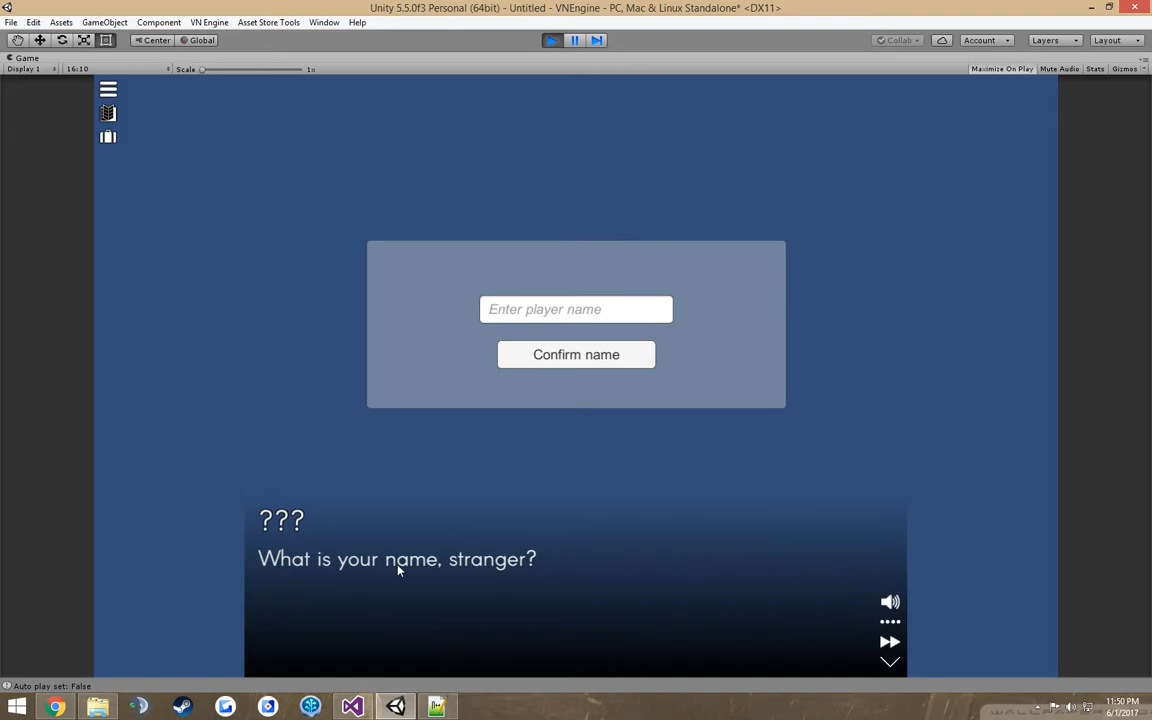 Unity 5.5.0f3 Personal (64bit) - Untitled - VNEngine - PC, Mac & Linux Standalone* <DX11>
File Edit Assets GameObject Component VN Engine Asset Store Tools Window Help
Center Global Collab Account Layers Layout
Game
Display 1 16:10 Scale 1x Maximize On Play Mute Audio Stats Gizmos
Enter player name
Confirm name
???
What is your name, stranger?
Auto play set: False
11:50 PM
6/1/2017